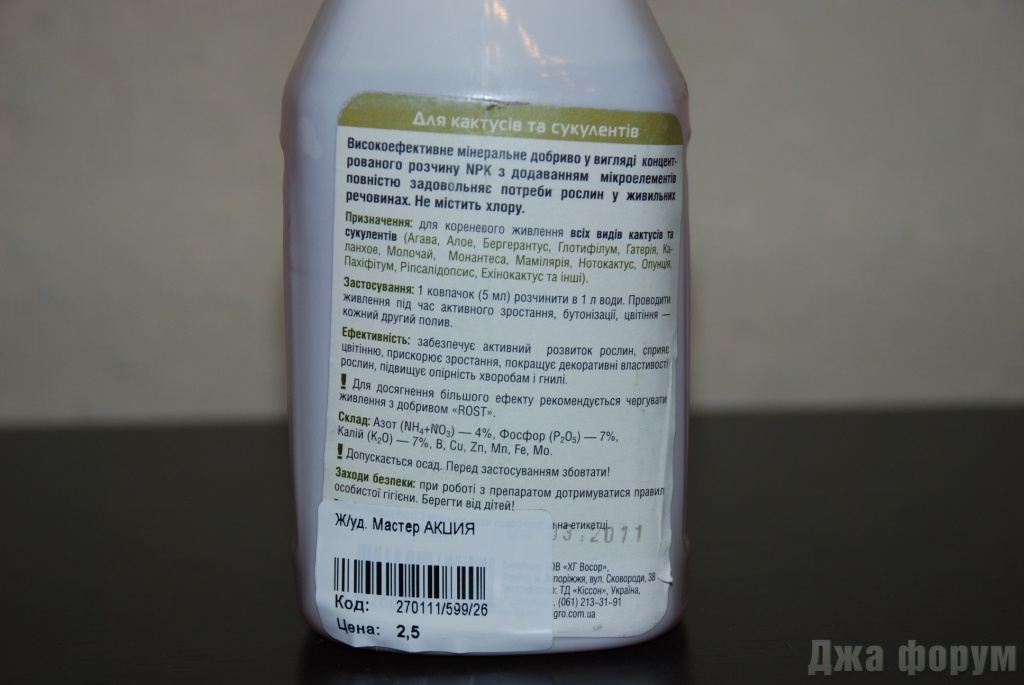 Для кактусів та сукулентів
Високоефективне мінеральне добриво у вигляді концент-
рованого розчину NPK з додаванням мікроелементів
повністю задовольняє потреби рослин у живильних
речовинах. Не містить хлору.
Призначення: для кореневого живлення всіх видів кактусів та
сукулентів (Агава, Алое, Бергерантус, Глотифілум, Гатерія, Ка-
ланхое, Молочай, Монантеса, Мамілярія, Нотокактус, Опунція,
Пахіфітум, Ріпсалідопсис, Ехінокактус та інші).
Застосування: 1 ковпачок (5 мл) розчинити в 1 л води. Проводити
живлення під час активного зростання, бутонізації, цвітіння —
кожний другий полив.
Ефективність: забезпечує активний розвиток рослин, сприяє
цвітінню, прискорює зростання, покращує декоративні властивості
рослин, підвищує опірність хворобам і гнилі.
! Для досягнення більшого ефекту рекомендується чергувати
живлення з добривом «ROST».
Склад: Азот (NH₄+NO₃) — 4%, Фосфор (P₂O₅) — 7%,
Калій (K₂O) — 7%, B, Cu, Zn, Mn, Fe, Mo.
! Допускається осад. Перед застосуванням збовтати!
Заходи безпеки: при роботі з препаратом дотримуватися правил
особистої гігієни. Берегти від дітей!
на етикетці
03.2011
ОВ «ХГ Восор»,
поріжжя, вул. Сковороди, 38
о: ТД «Кіссон», Україна,
, (061) 213–31–91
gro.com.ua
Ж/уд. Мастер АКЦИЯ
Код: 270111/599/26
Цена: 2,5
Джа форум